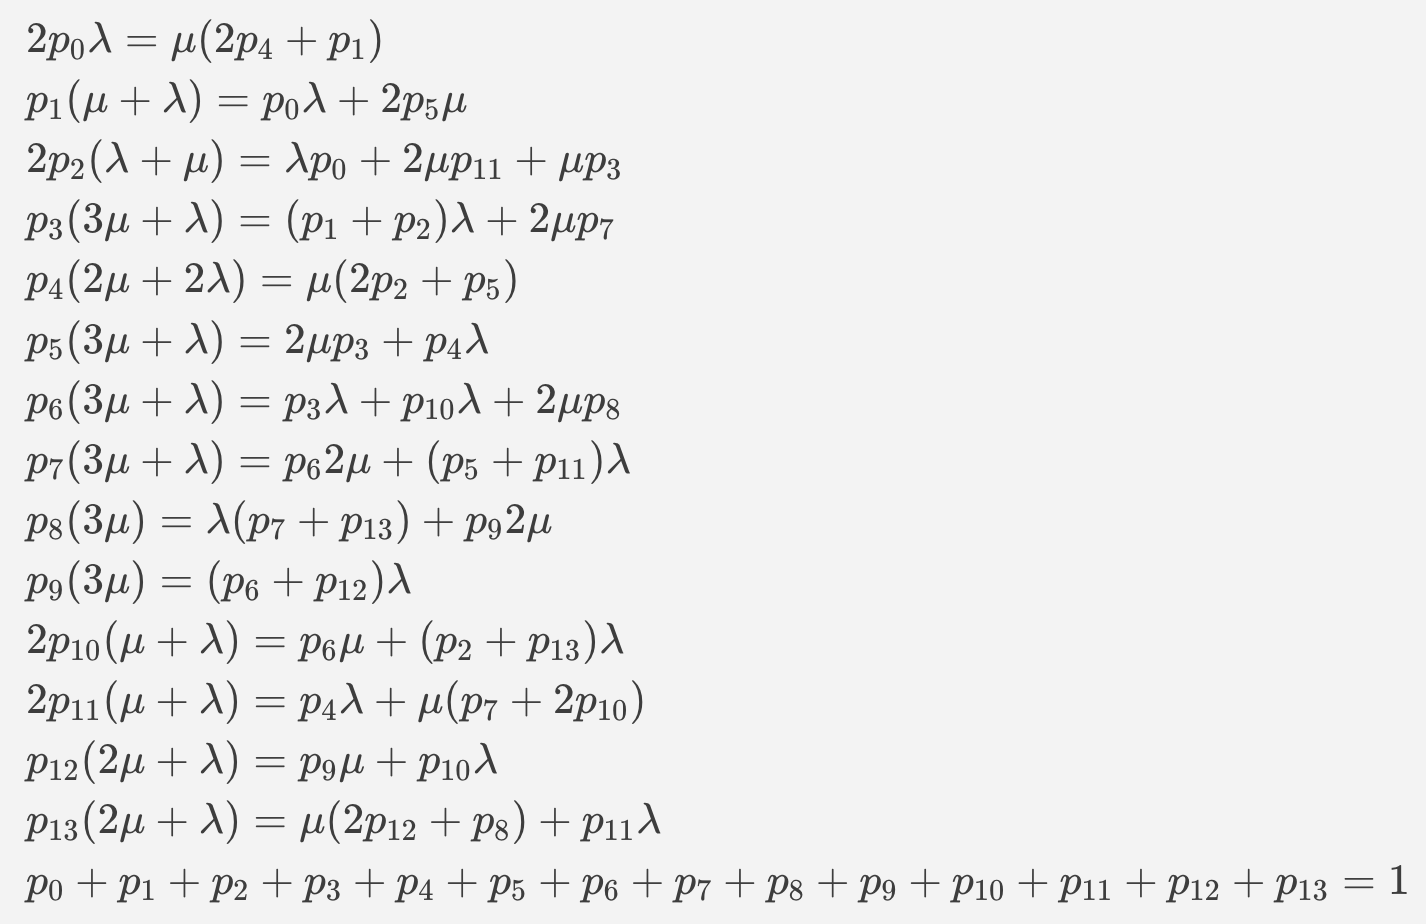 2p₀λ = μ(2p₄ + p₁)
p₁(μ + λ) = p₀λ + 2p₅μ
2p₂(λ + μ) = λp₀ + 2μp₁₁ + μp₃
p₃(3μ + λ) = (p₁ + p₂)λ + 2μp₇
p₄(2μ + 2λ) = μ(2p₂ + p₅)
p₅(3μ + λ) = 2μp₃ + p₄λ
p₆(3μ + λ) = p₃λ + p₁₀λ + 2μp₈
p₇(3μ + λ) = p₆2μ + (p₅ + p₁₁)λ
p₈(3μ) = λ(p₇ + p₁₃) + p₉2μ
p₉(3μ) = (p₆ + p₁₂)λ
2p₁₀(μ + λ) = p₆μ + (p₂ + p₁₃)λ
2p₁₁(μ + λ) = p₄λ + μ(p₇ + 2p₁₀)
p₁₂(2μ + λ) = p₉μ + p₁₀λ
p₁₃(2μ + λ) = μ(2p₁₂ + p₈) + p₁₁λ
p₀ + p₁ + p₂ + p₃ + p₄ + p₅ + p₆ + p₇ + p₈ + p₉ + p₁₀ + p₁₁ + p₁₂ + p₁₃ = 1